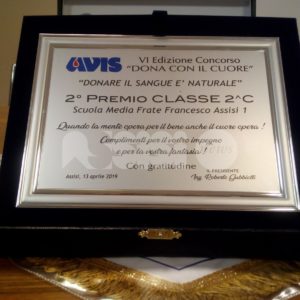 AVIS
VI Edizione Concorso
"DONA CON IL CUORE"
"DONARE IL SANGUE E' NATURALE"
2° PREMIO CLASSE 2^C
Scuola Media Frate Francesco Assisi 1
Quando la mente opera per il bene anche il cuore opera !
Complimenti per il vostro impegno
e per la vostra fantasia !
Con gratitudine
Assisi, 13 aprile 2019
IL PRESIDENTE
Ing. Roberto